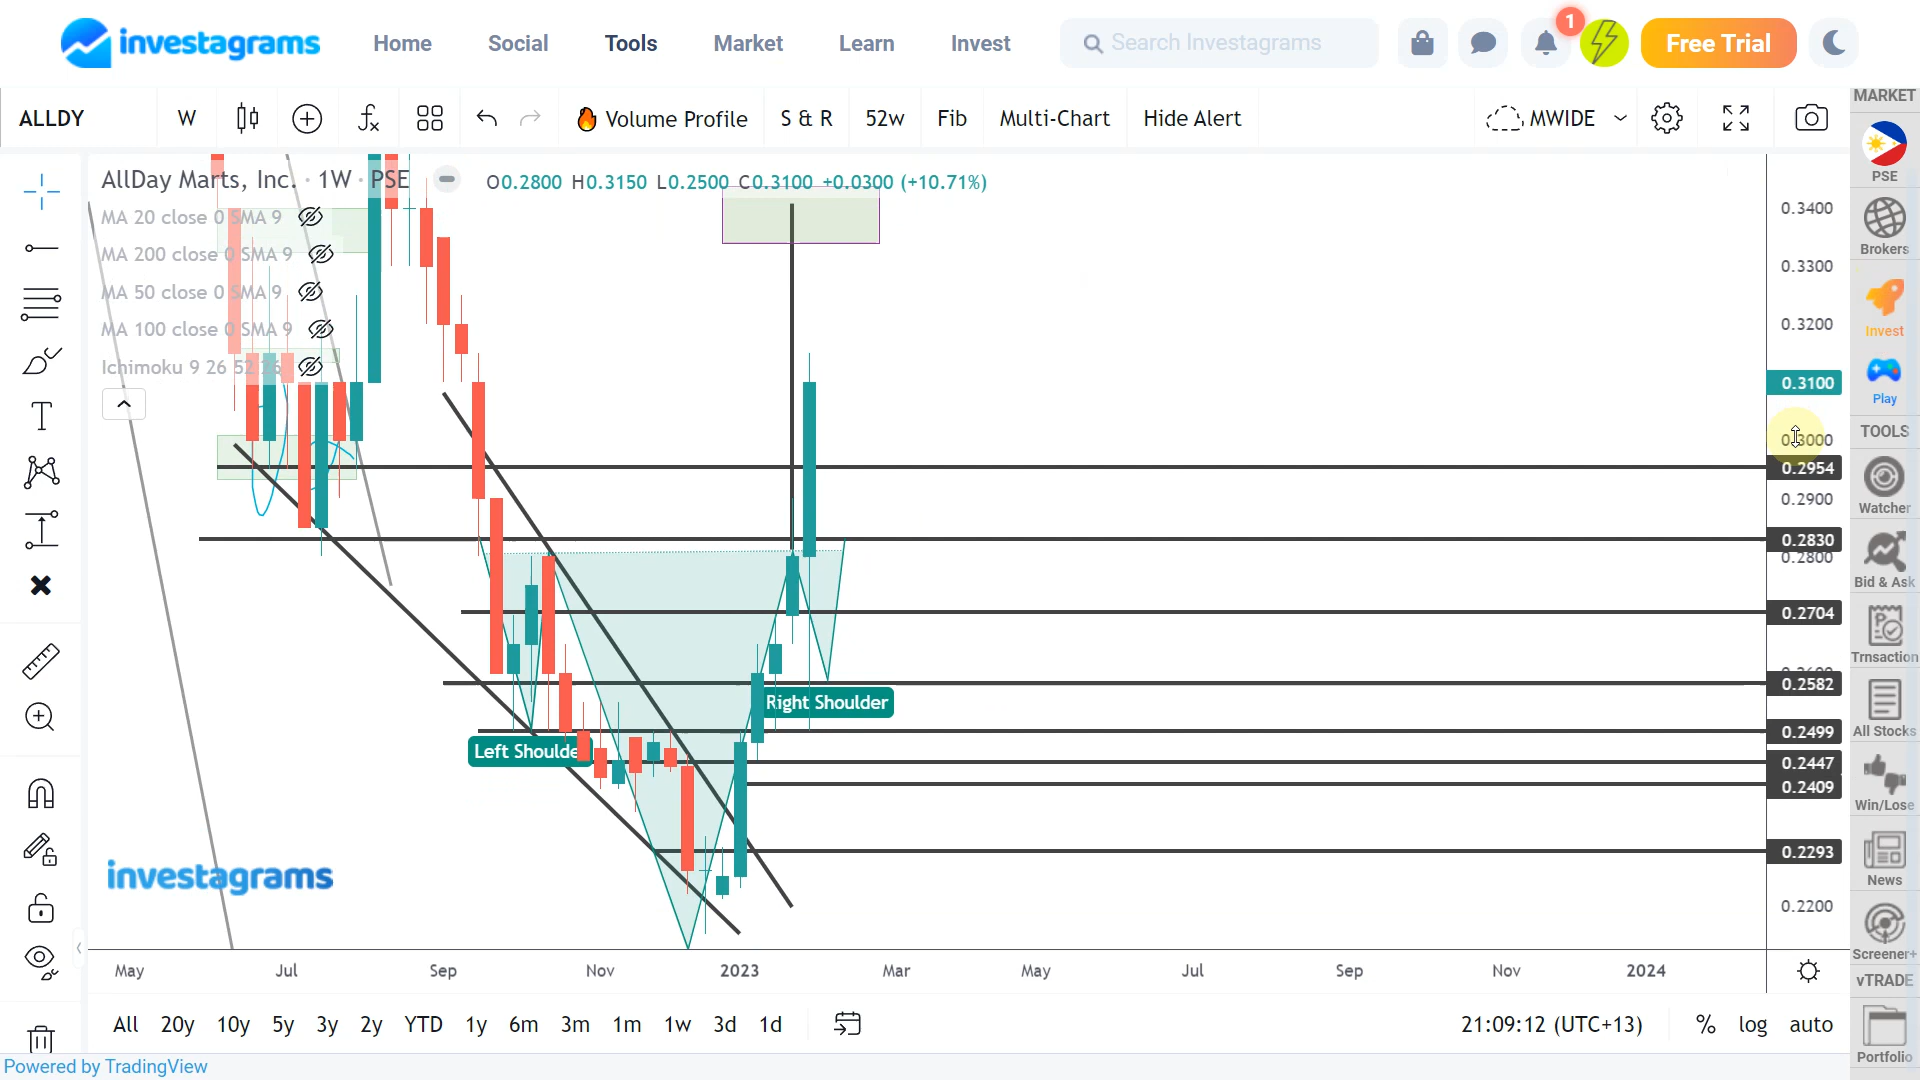 investagrams
Home
Social
Tools
Market
Learn
Invest
Search Investagrams
1
Free Trial
ALLDY
W
Volume Profile
S & R
52w
Fib
Multi-Chart
Hide Alert
MWIDE
AllDay Marts, Inc. · 1W · PSE
O0.2800 H0.3150 L0.2500 C0.3100 +0.0300 (+10.71%)
MA 20 close 0 SMA 9
MA 200 close 0 SMA 9
MA 50 close 0 SMA 9
MA 100 close 0 SMA 9
Ichimoku 9 26 52 26
0.3400
0.3300
0.3200
0.3100
0.3000
0.2954
0.2900
0.2830
0.2800
0.2704
0.2582
0.2499
0.2447
0.2409
0.2293
0.2200
Left Shoulde
Right Shoulder
investagrams
May
Jul
Sep
Nov
2023
Mar
May
Jul
Sep
Nov
2024
All
20y
10y
5y
3y
2y
YTD
1y
6m
3m
1m
1w
3d
1d
21:09:12 (UTC+13)
%
log
auto
Powered by TradingView
MARKET
PSE
Brokers
Invest
Play
TOOLS
Watcher
Bid & Ask
Trnsaction
All Stocks
Win/Lose
News
Screener+
vTRADE
Portfolio